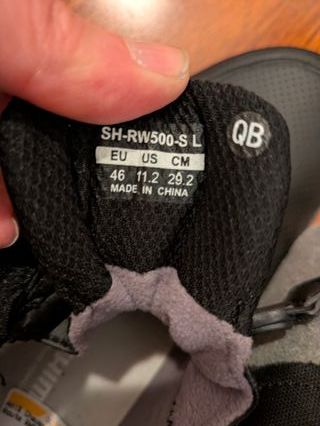 SH-RW500-S L
QB
EU US CM
46 11.2 29.2
MADE IN CHINA